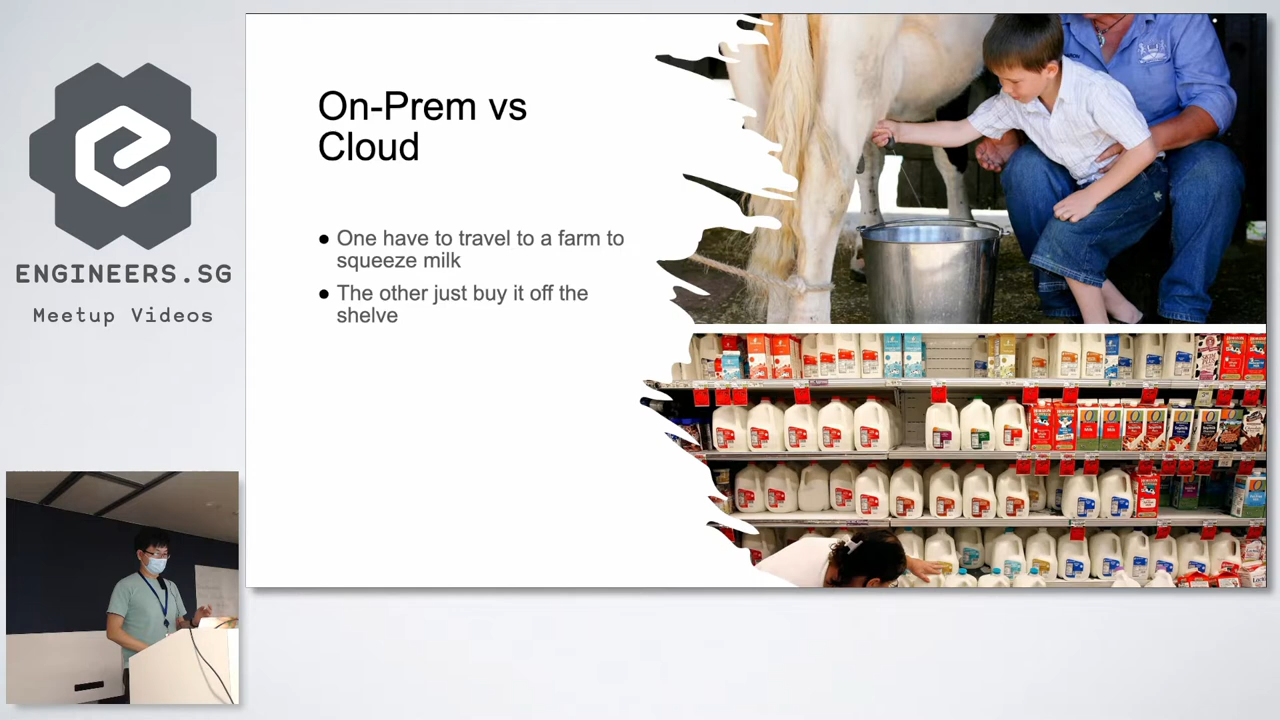 ENGINEERS.SG
Meetup Videos
On-Prem vs
Cloud
● One have to travel to a farm to
squeeze milk
● The other just buy it off the
shelve